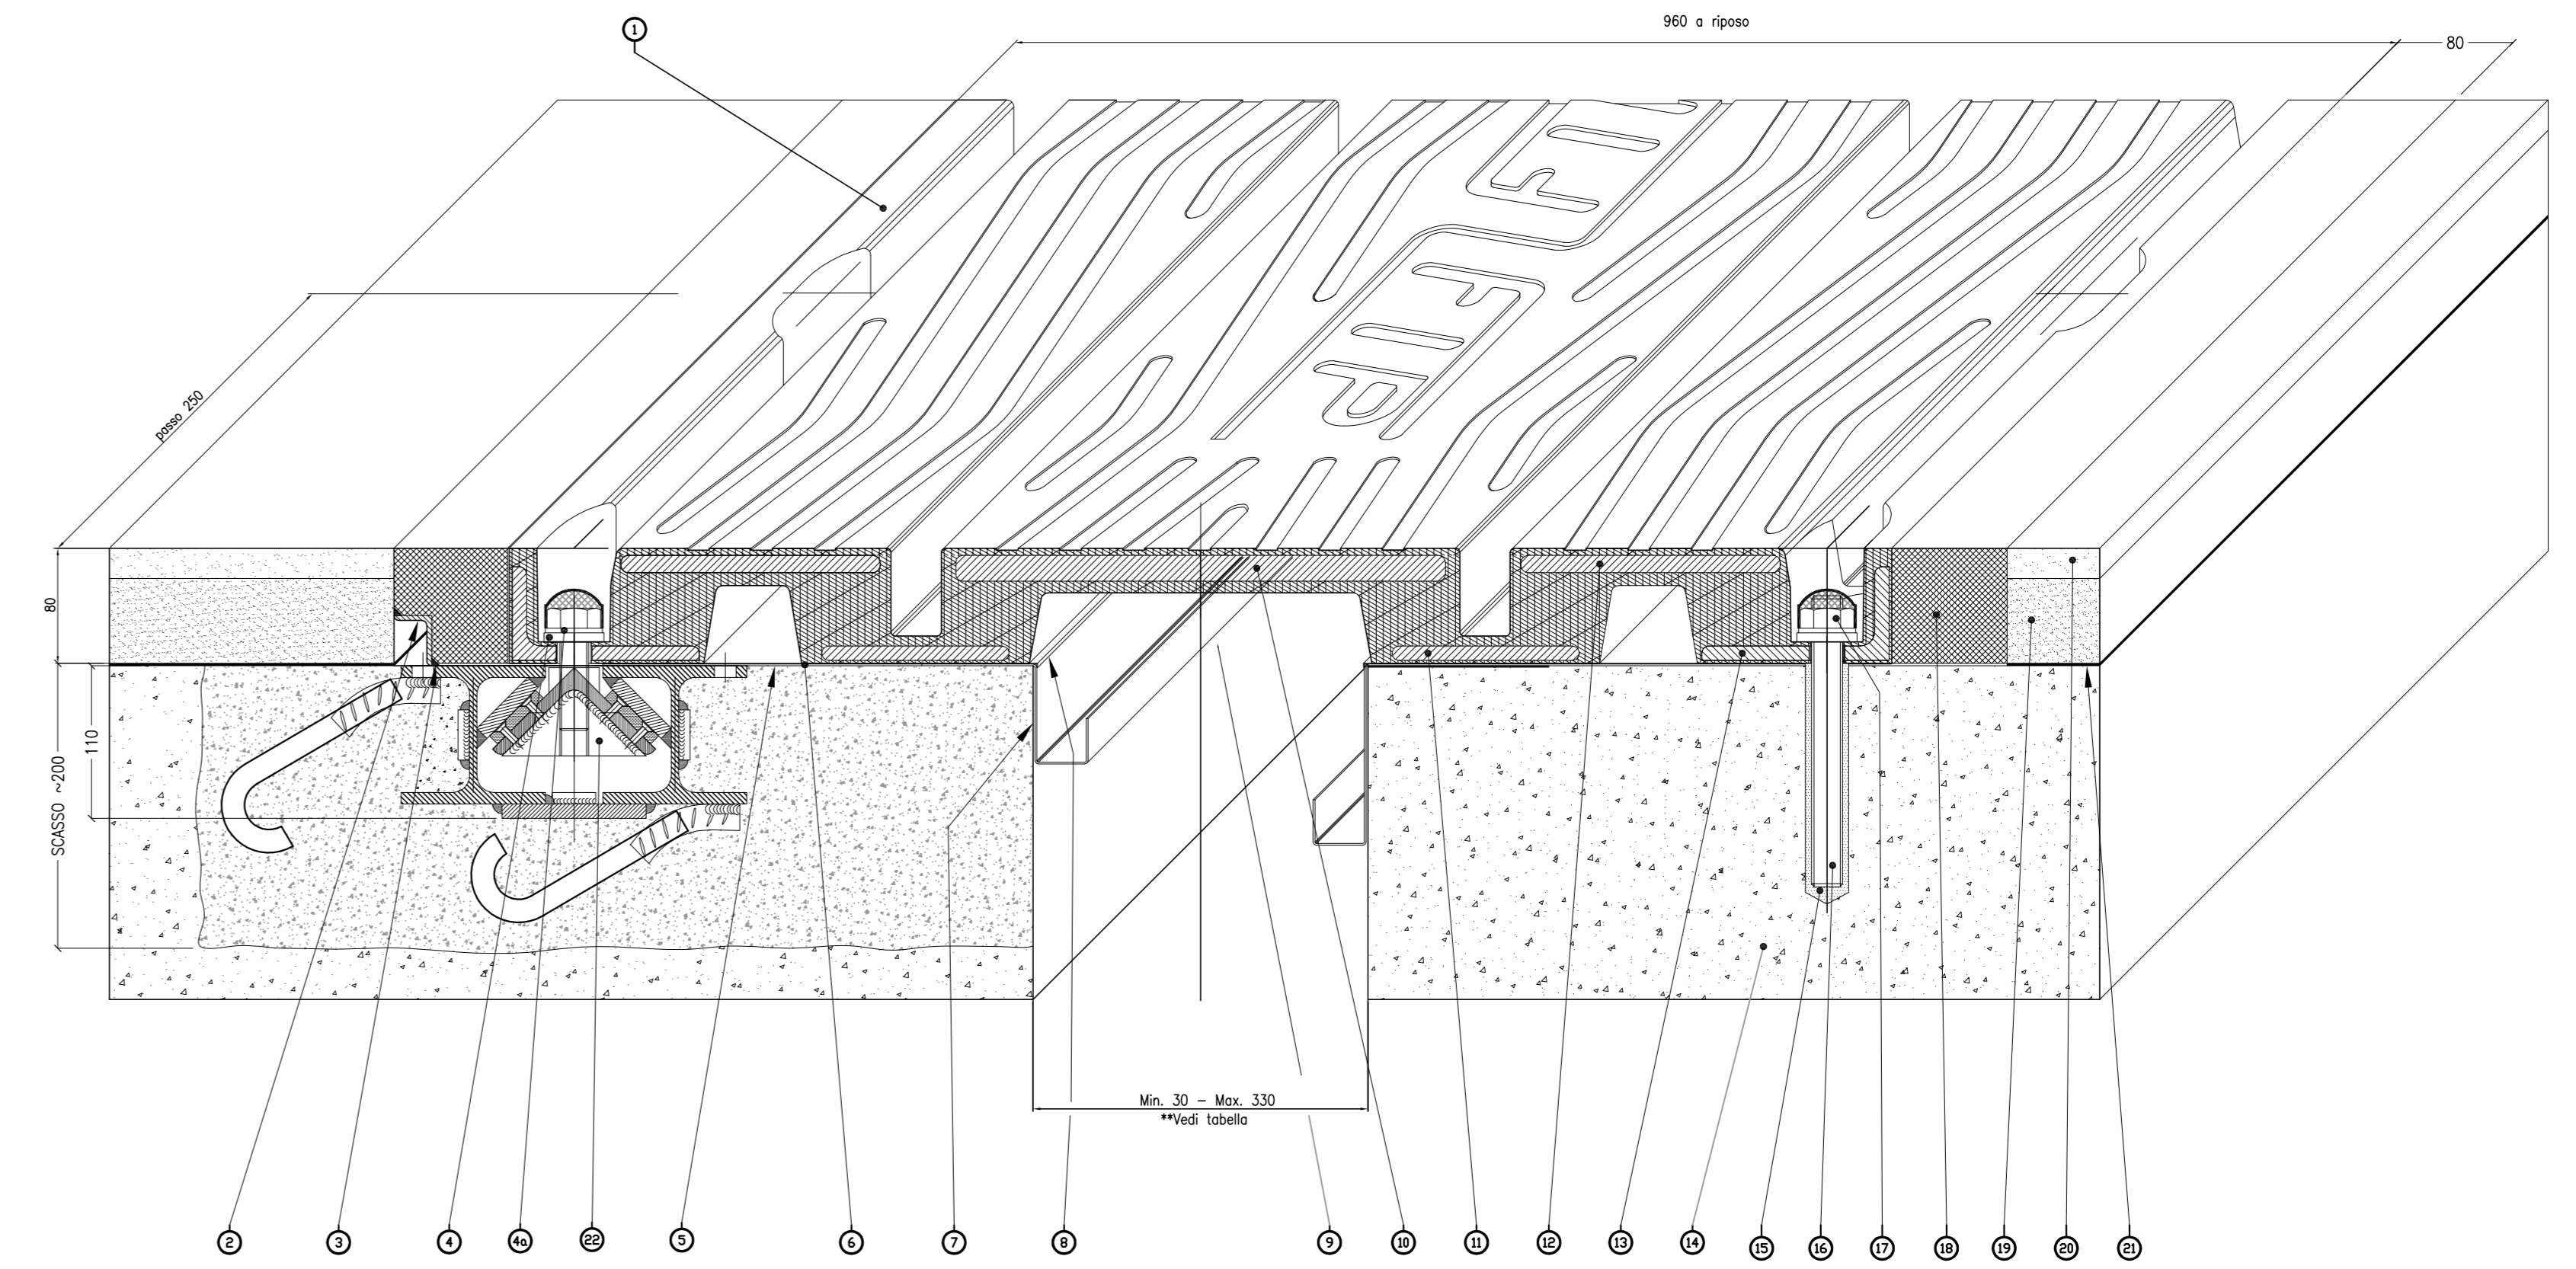 1
960 a riposo
80
passo 250
FIP
80
110
SCASSO ~200
Min. 30 – Max. 330
**Vedi tabella
2 3 4 4a 22 5 6 7 8 9 10 11 12 13 14 15 16 17 18 19 20 21